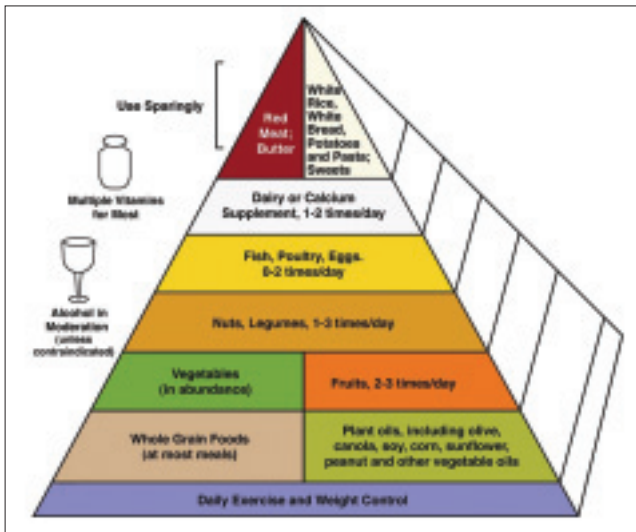 Use Sparingly
Red
Meat;
Butter
White
Rice,
White
Bread,
Potatoes
and Pasta;
Sweets
Multiple Vitamins
for Most
Dairy or Calcium
Supplement, 1-2 times/day
Fish, Poultry, Eggs.
0-2 times/day
Alcohol in
Moderation
(unless
contraindicated)
Nuts, Legumes, 1-3 times/day
Vegetables
(in abundance)
Fruits, 2-3 times/day
Whole Grain Foods
(at most meals)
Plant oils, including olive,
canola, soy, corn, sunflower,
peanut and other vegetable oils
Daily Exercise and Weight Control